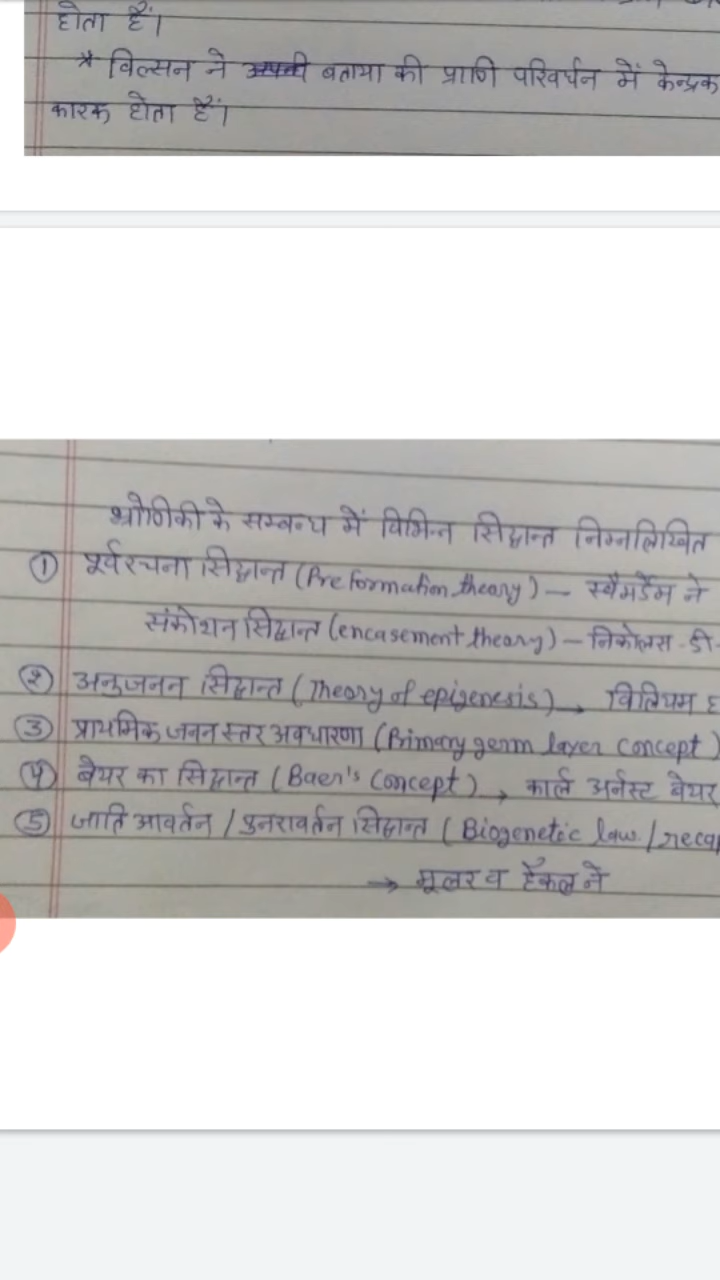 होता हैं।
* विल्सन ने अपनी बताया की प्राणि परिवर्धन में केन्द्रक
कारक होता हैं।
भ्रोणिकी के सम्बन्ध में विभिन्न सिद्धान्त निम्नलिखित
① पूर्वरचना सिद्धान्त (Preformation theory) — स्वैमर्डेम ने
संकोशन सिद्धान्त (encasement theory) – निकोलस डी-
② अनुजनन सिद्धान्त (Theory of epigenesis) → विलियम
③ प्राथमिक जनन स्तर अवधारणा (Primary germ layer concept)
④ बेयर का सिद्धान्त (Baer's Concept) → कार्ल अर्नेस्ट बेयर
⑤ जाति आवर्तन / पुनरावर्तन सिद्धान्त (Biogenetic law /
→ मूलर व हैकल ने